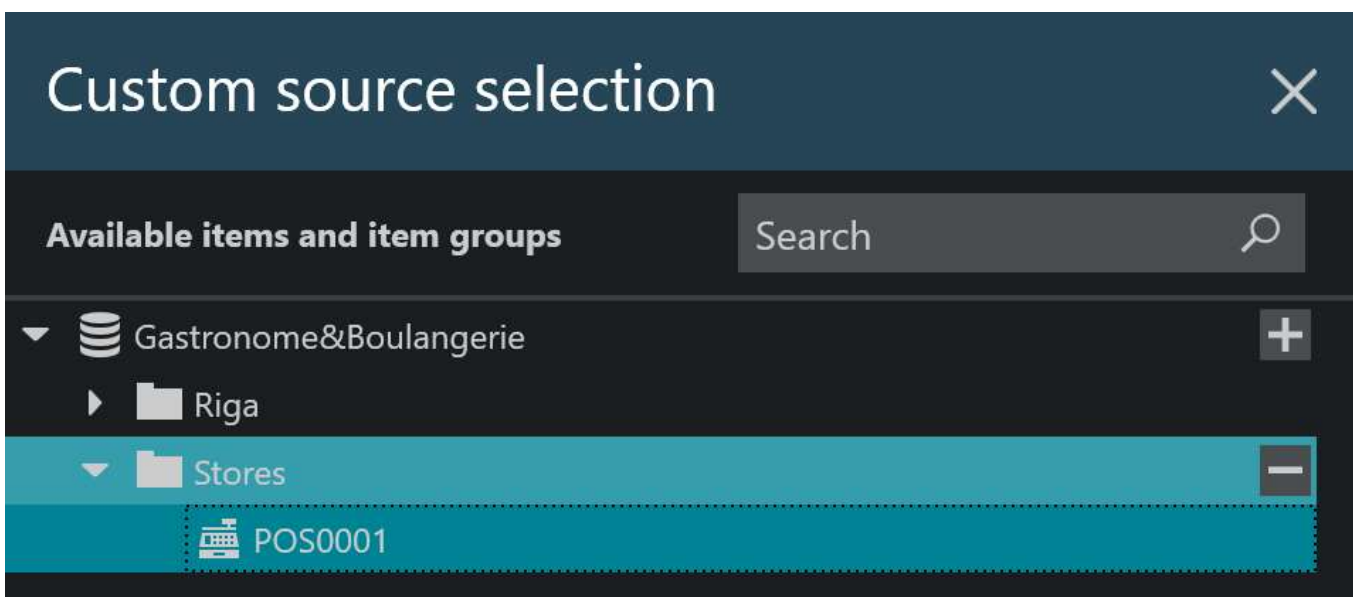 Custom source selection
Available items and item groups
Search
Gastronome&Boulangerie
Riga
Stores
POS0001